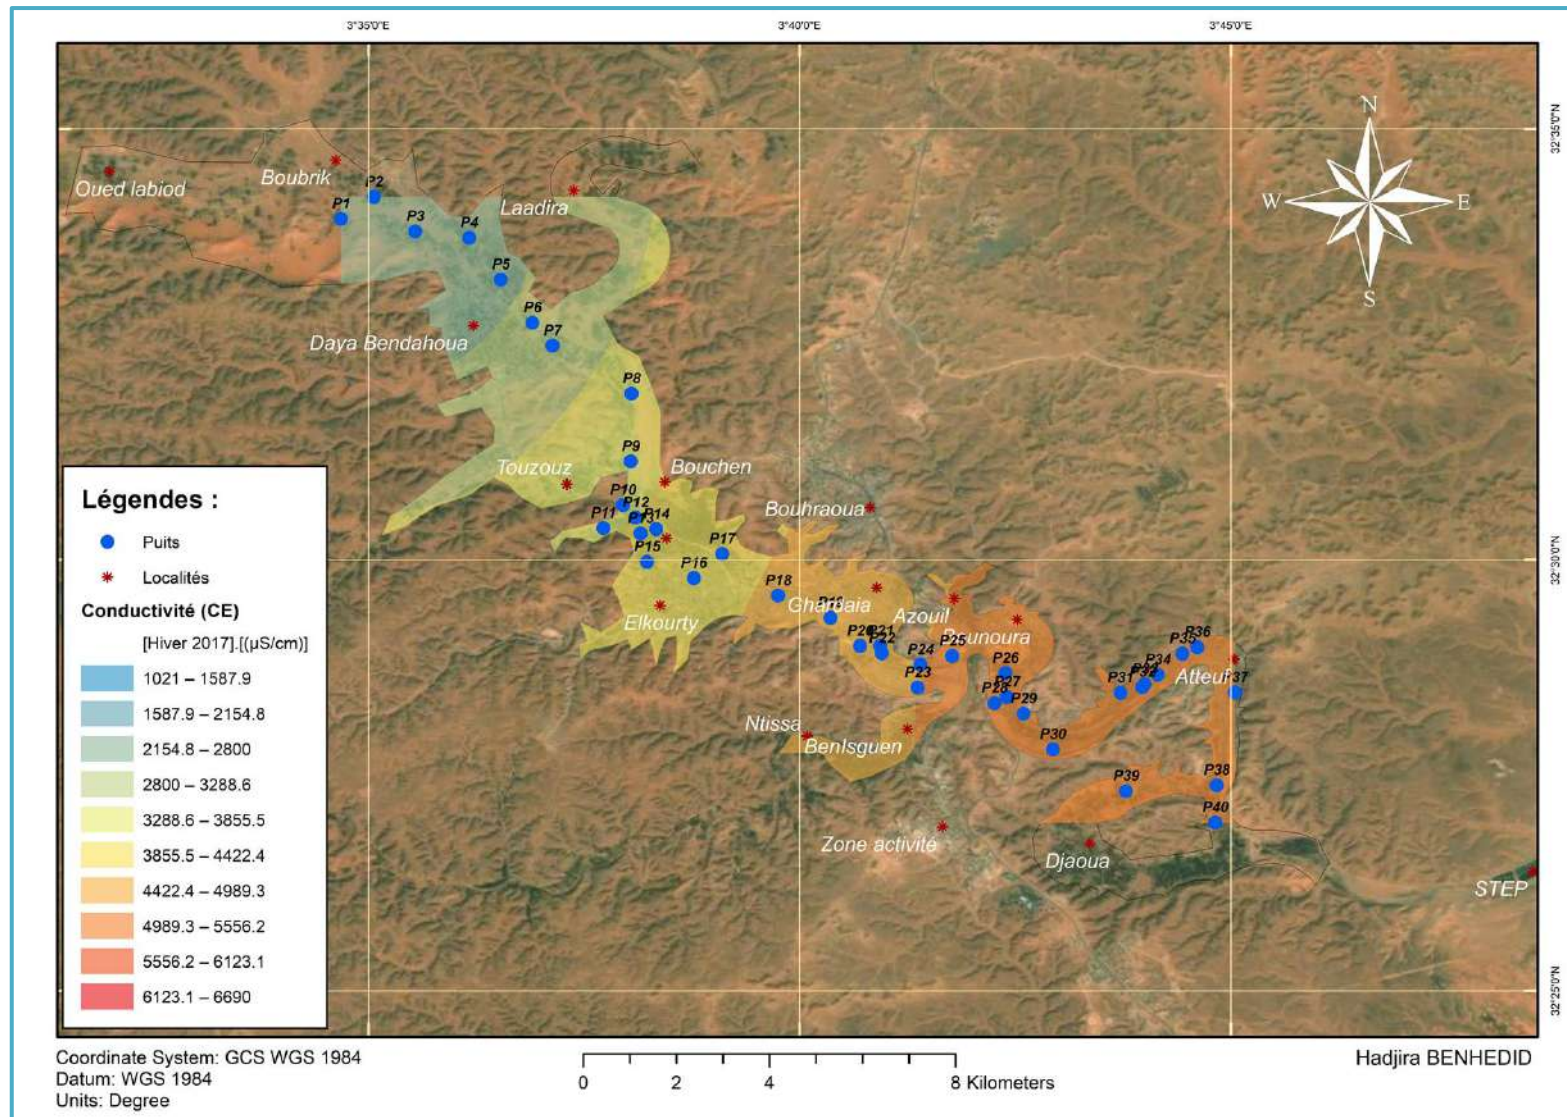 3°35'0"E
3°40'0"E
3°45'0"E
32°35'0"N
N
W
E
S
Oued labiod
Boubrik
P2
P1
Laadira
P3
P4
P5
P6
Daya Bendahoua
P7
P8
P9
Touzouz
Bouchen
P10
P12
P11
P13
P14
Bouhraoua
P15
P17
P16
32°30'0"N
P18
Ghardaia
Azouil
Elkourty
Bounoura
P20
P21
P22
P24
P25
P23
P26
P27
P28
P29
P36
P35
P34
P32
P31
Atteuf
P37
Ntissa
BenIsguen
P30
P39
P38
P40
Zone activité
Djaoua
STEP
32°25'0"N
Légendes :
Puits
Localités
Conductivité (CE)
[Hiver 2017].[(µS/cm)]
1021 – 1587.9
1587.9 – 2154.8
2154.8 – 2800
2800 – 3288.6
3288.6 – 3855.5
3855.5 – 4422.4
4422.4 – 4989.3
4989.3 – 5556.2
5556.2 – 6123.1
6123.1 – 6690
Coordinate System: GCS WGS 1984
Datum: WGS 1984
Units: Degree
0 2 4 8 Kilometers
Hadjira BENHEDID